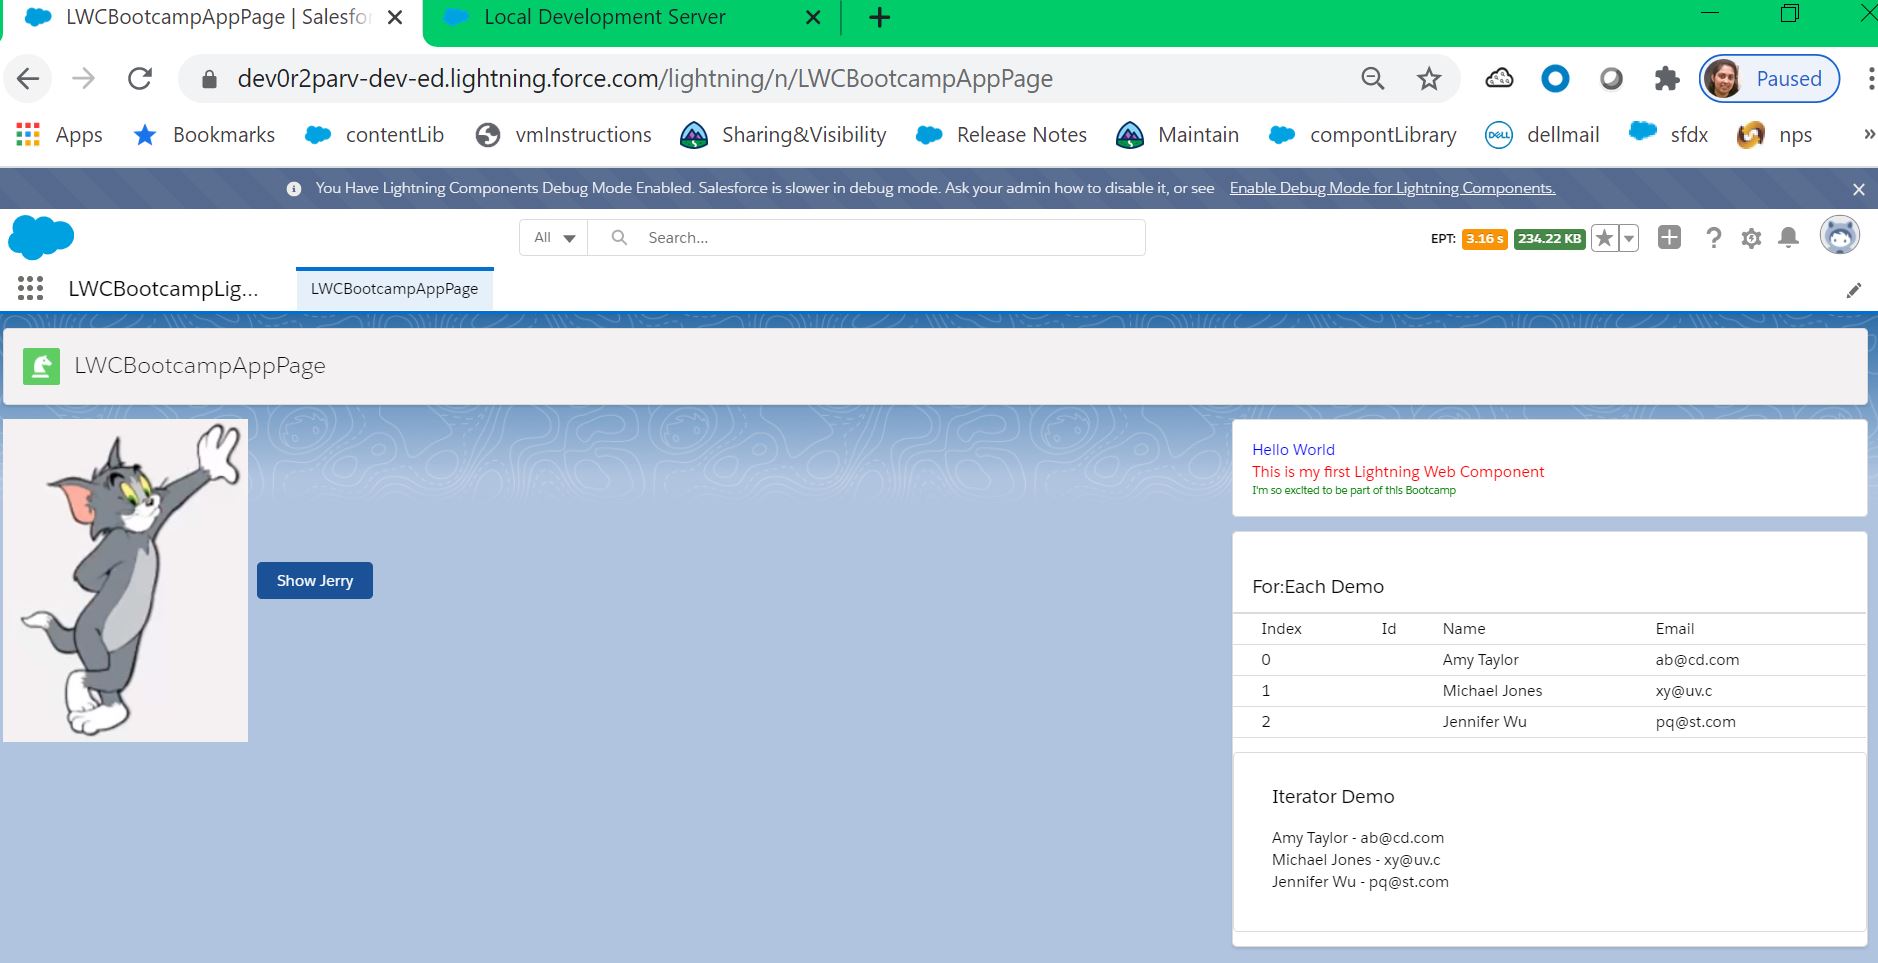 LWCBootcampAppPage | Salesfo
Local Development Server
dev0r2parv-dev-ed.lightning.force.com/lightning/n/LWCBootcampAppPage
Paused
Apps Bookmarks contentLib vmInstructions Sharing&Visibility Release Notes Maintain compontLibrary DELL dellmail sfdx nps »
You Have Lightning Components Debug Mode Enabled. Salesforce is slower in debug mode. Ask your admin how to disable it, or see Enable Debug Mode for Lightning Components.
All Search... EPT: 3.16 s 234.22 KB
LWCBootcampLig... LWCBootcampAppPage
LWCBootcampAppPage
Show Jerry
Hello World
This is my first Lightning Web Component
I'm so excited to be part of this Bootcamp
For:Each Demo
Index Id Name Email
0 Amy Taylor ab@cd.com
1 Michael Jones xy@uv.c
2 Jennifer Wu pq@st.com
Iterator Demo
Amy Taylor - ab@cd.com
Michael Jones - xy@uv.c
Jennifer Wu - pq@st.com